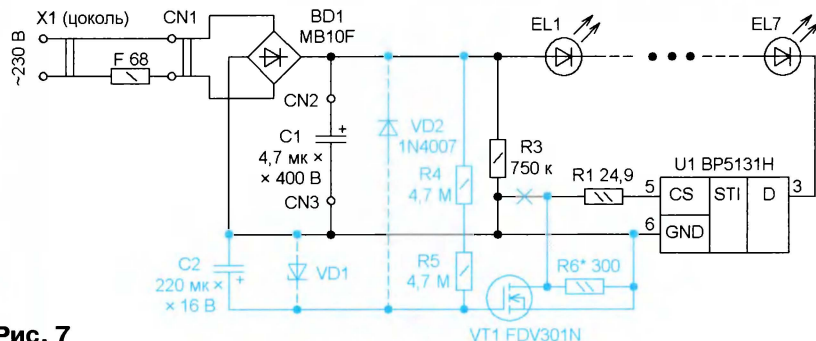 X1 (цоколь)
CN1
BD1
MB10F
EL1
EL7
~230 В
F 68
CN2
C1
4,7 мк ×
× 400 В
CN3
VD2
1N4007
R4
4,7 М
R3
750 к
R1 24,9
U1 BP5131H
5
CS
STI
D
3
6
GND
C2
220 мк ×
× 16 В
VD1
R5
4,7 М
R6* 300
VT1 FDV301N
Рис. 7